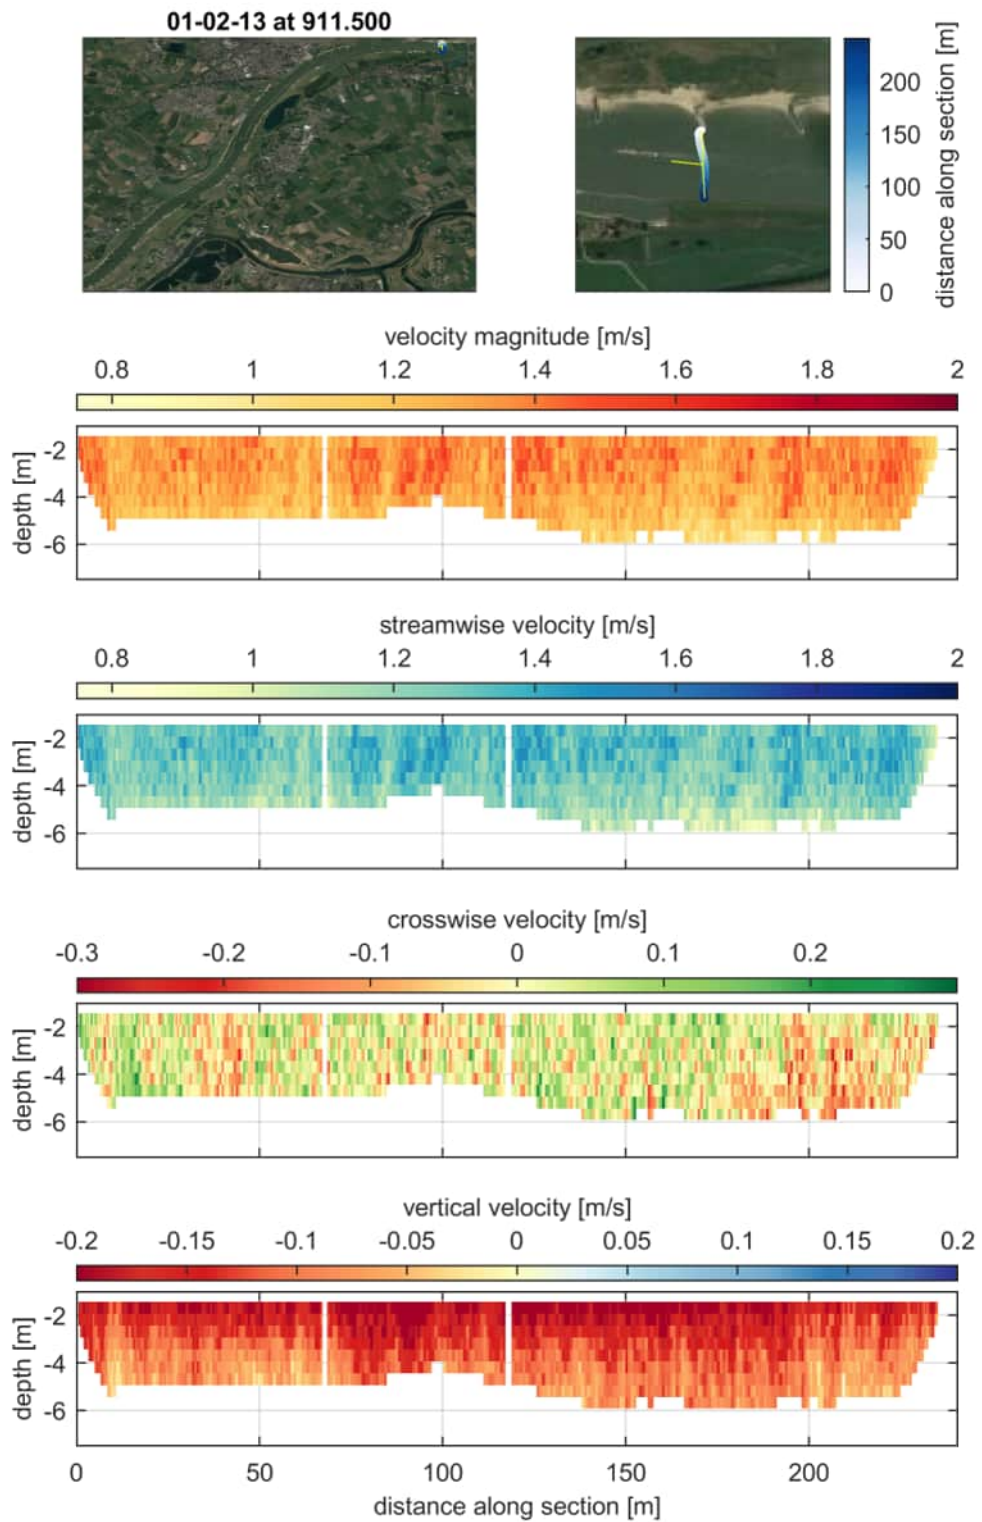 01-02-13 at 911.500
200
150
100
50
0
distance along section [m]
velocity magnitude [m/s]
0.8 1 1.2 1.4 1.6 1.8 2
-2
-4
-6
depth [m]
streamwise velocity [m/s]
0.8 1 1.2 1.4 1.6 1.8 2
-2
-4
-6
depth [m]
crosswise velocity [m/s]
-0.3 -0.2 -0.1 0 0.1 0.2
-2
-4
-6
depth [m]
vertical velocity [m/s]
-0.2 -0.15 -0.1 -0.05 0 0.05 0.1 0.15 0.2
-2
-4
-6
depth [m]
0 50 100 150 200
distance along section [m]